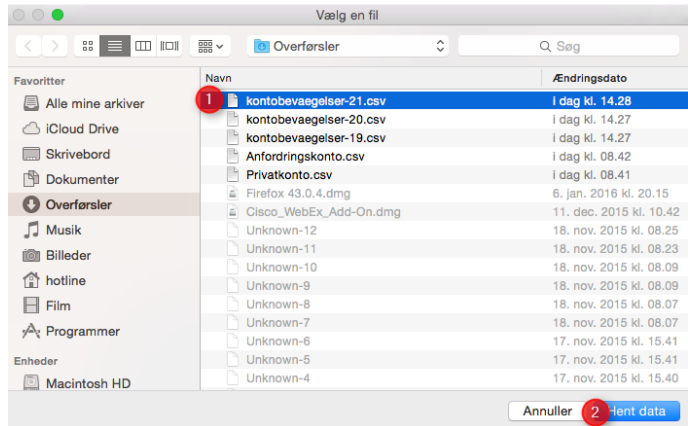 Vælg en fil
Overførsler
Søg
Favoritter
Alle mine arkiver
iCloud Drive
Skrivebord
Dokumenter
Overførsler
Musik
Billeder
hotline
Film
Programmer
Enheder
Macintosh HD
Navn Ændringsdato
1 kontobevaegelser-21.csv i dag kl. 14.28
kontobevaegelser-20.csv i dag kl. 14.27
kontobevaegelser-19.csv i dag kl. 14.27
Anfordringskonto.csv i dag kl. 08.42
Privatkonto.csv i dag kl. 08.41
Firefox 43.0.4.dmg 6. jan. 2016 kl. 20.15
Cisco_WebEx_Add-On.dmg 11. dec. 2015 kl. 10.42
Unknown-12 18. nov. 2015 kl. 08.25
Unknown-11 18. nov. 2015 kl. 08.23
Unknown-10 18. nov. 2015 kl. 08.09
Unknown-9 18. nov. 2015 kl. 08.09
Unknown-8 18. nov. 2015 kl. 08.07
Unknown-7 18. nov. 2015 kl. 08.07
Unknown-6 17. nov. 2015 kl. 15.41
Unknown-5 17. nov. 2015 kl. 15.41
Unknown-4 17. nov. 2015 kl. 15.40
Annuller 2 Hent data